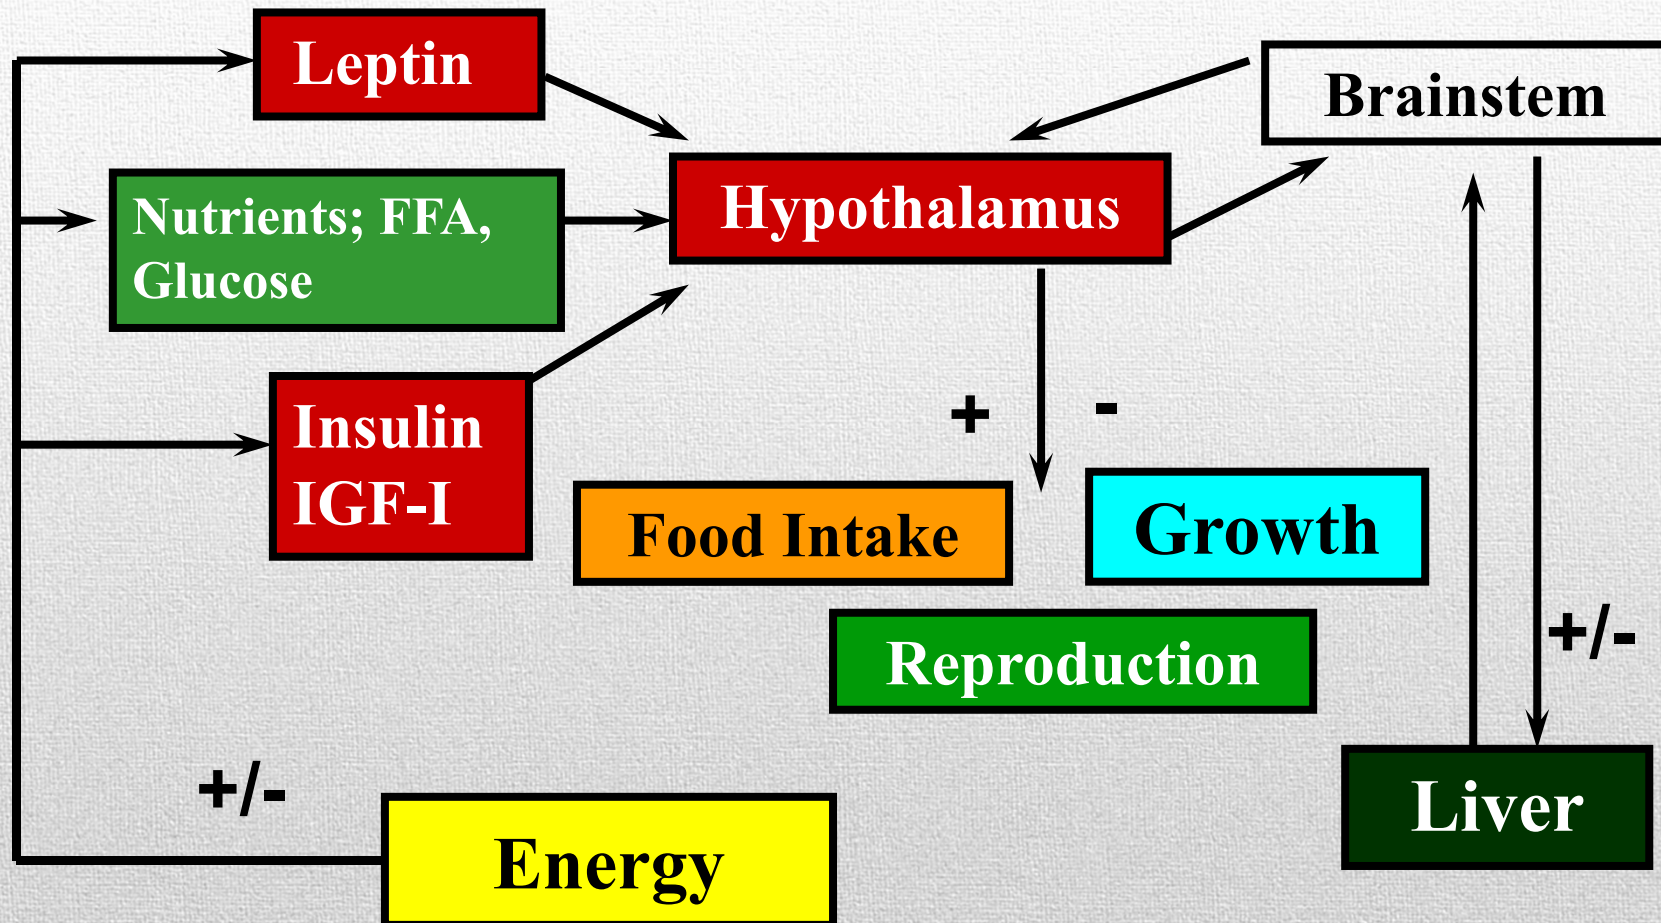 Leptin
Brainstem
Nutrients; FFA,
Glucose
Hypothalamus
Insulin
IGF-I
+
-
Food Intake
Growth
Reproduction
+/-
+/-
Energy
Liver